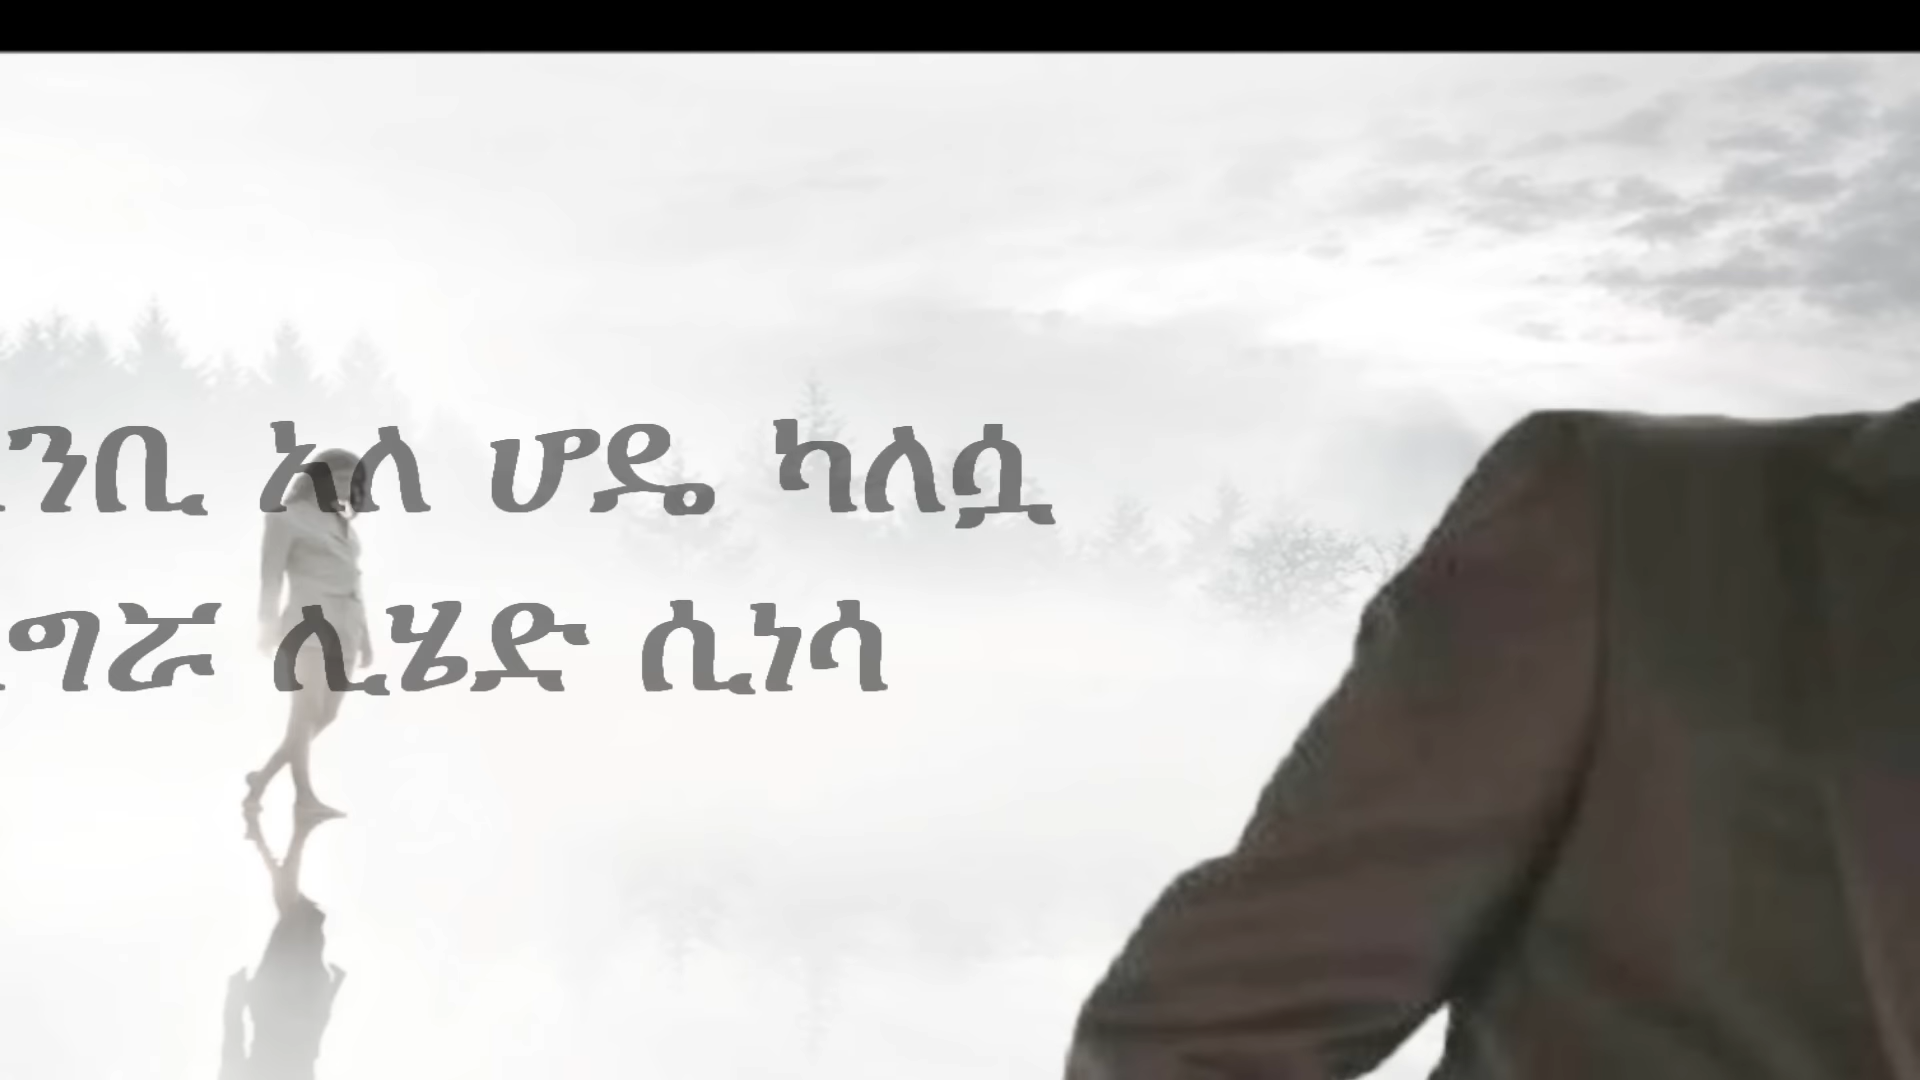 ንቢ አለ ሆዴ ካለሷ
ግሯ ሊሄድ ሲነሳ